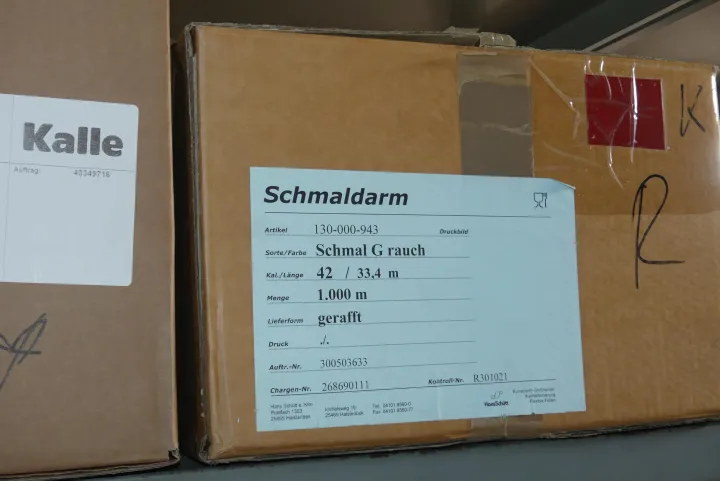 Kalle
Auftrag: 45349716
Schmaldarm
Artikel 130-000-943 Druckbild
Sorte/Farbe Schmal G rauch
Kal./Länge 42 / 33,4 m
Menge 1.000 m
Lieferform gerafft
Druck ./.
Auftr.-Nr. 300503633
Chargen-Nr. 268690111 Kontroll-Nr. R301021
K
R